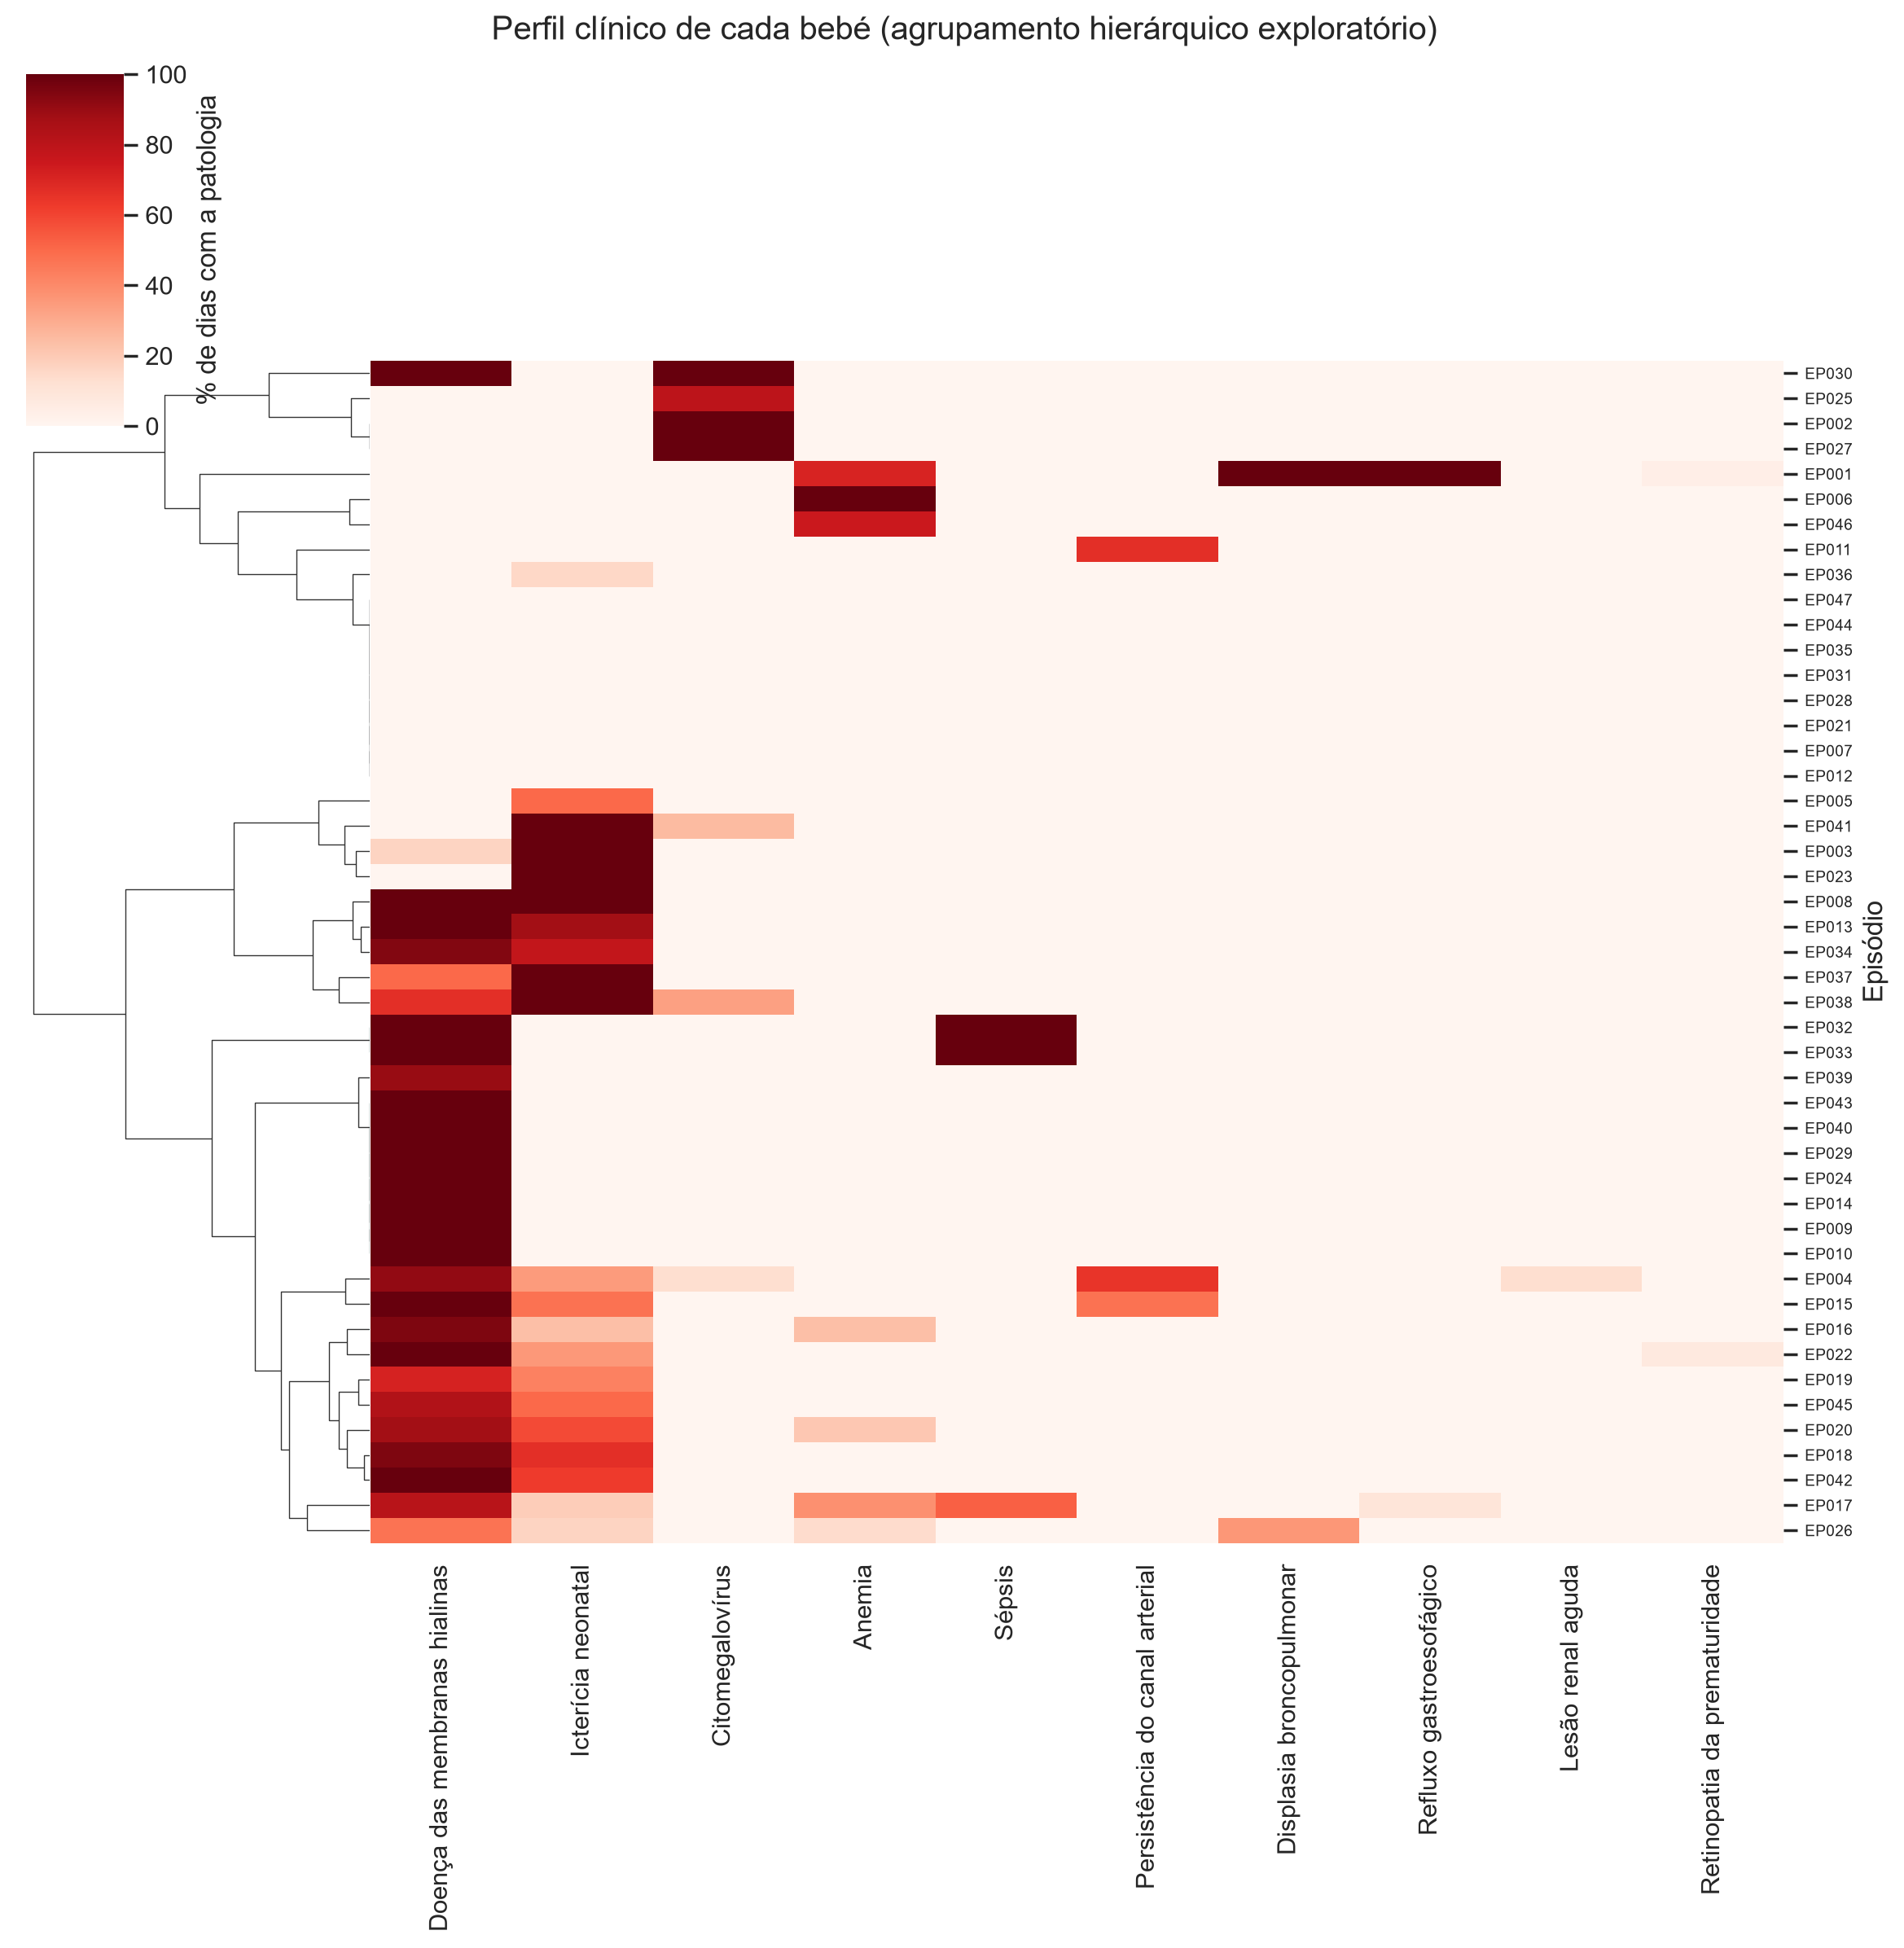 Perfil clínico de cada bebé (agrupamento hierárquico exploratório)
100
80
60
40
20
0
% de dias com a patologia
EP030
EP025
EP002
EP027
EP001
EP006
EP046
EP011
EP036
EP047
EP044
EP035
EP031
EP028
EP021
EP007
EP012
EP005
EP041
EP003
EP023
EP008
EP013
EP034
EP037
EP038
EP032
EP033
EP039
EP043
EP040
EP029
EP024
EP014
EP009
EP010
EP004
EP015
EP016
EP022
EP019
EP045
EP020
EP018
EP042
EP017
EP026
Episódio
Doença das membranas hialinas
Icterícia neonatal
Citomegalovírus
Anemia
Sépsis
Persistência do canal arterial
Displasia broncopulmonar
Refluxo gastroesofágico
Lesão renal aguda
Retinopatia da prematuridade